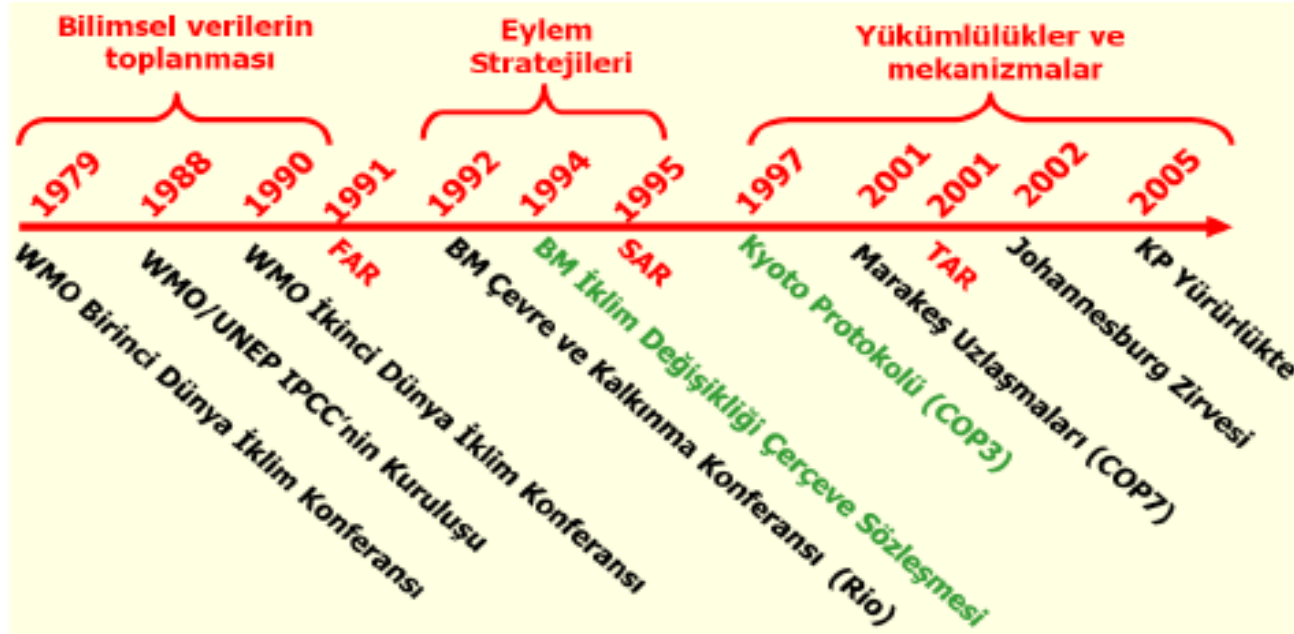 Bilimsel verilerin
toplanması
Eylem
Stratejileri
Yükümlülükler ve
mekanizmalar
1979
1988
1990
1991
1992
1994
1995
1997
2001
2001
2002
2005
WMO Birinci Dünya İklim Konferansı
WMO/UNEP IPCC'nin Kuruluşu
WMO İkinci Dünya İklim Konferansı
FAR
BM Çevre ve Kalkınma Konferansı (Rio)
BM İklim Değişikliği Çerçeve Sözleşmesi
SAR
Kyoto Protokolü (COP3)
Marakeş Uzlaşmaları (COP7)
TAR
Johannesburg Zirvesi
KP Yürürlükte